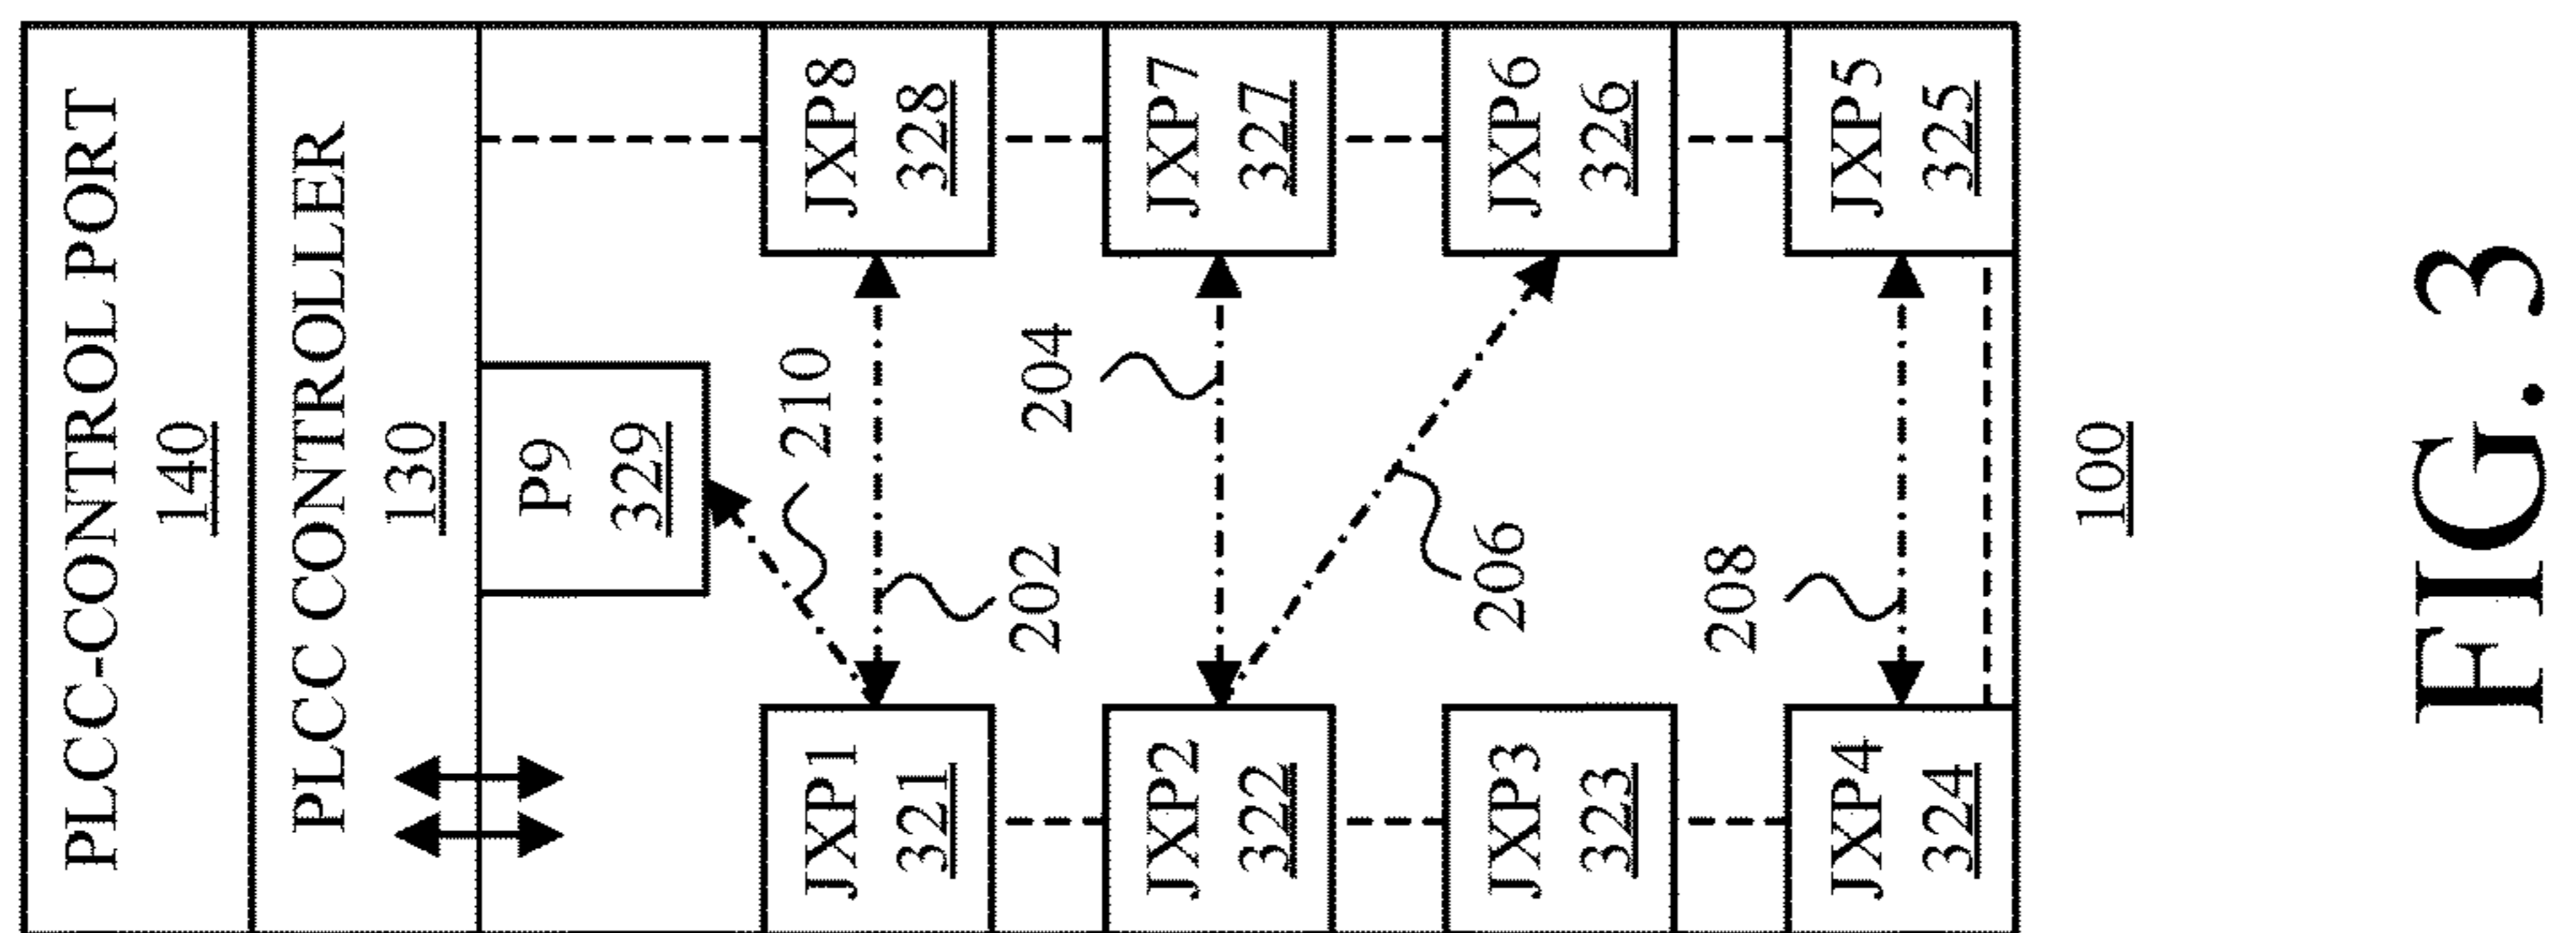 PLCC-CONTROL PORT
140
PLCC CONTROLLER
130
P9
329
210
JXP1
321
JXP8
328
202
204
JXP2
322
JXP7
327
206
JXP3
323
JXP6
326
208
JXP4
324
JXP5
325
100
FIG. 3